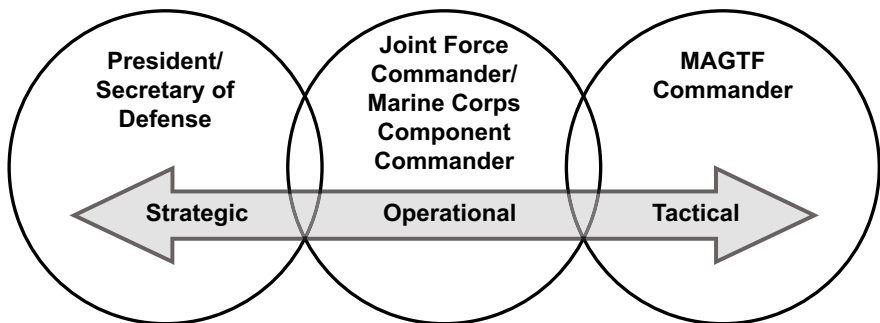 President/
Secretary of
Defense
Joint Force
Commander/
Marine Corps
Component
Commander
MAGTF
Commander
Strategic
Operational
Tactical